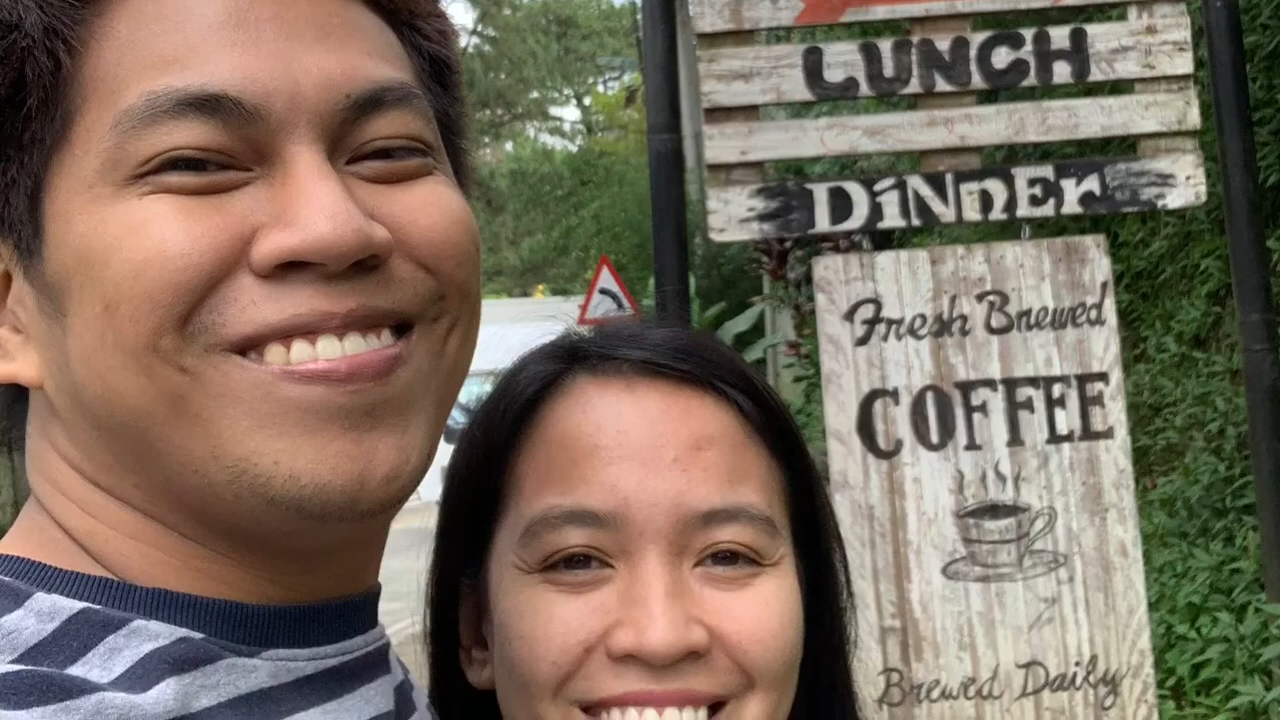 LUNCH
DiNnEr
Fresh Brewed
COFFEE
Brewed Daily